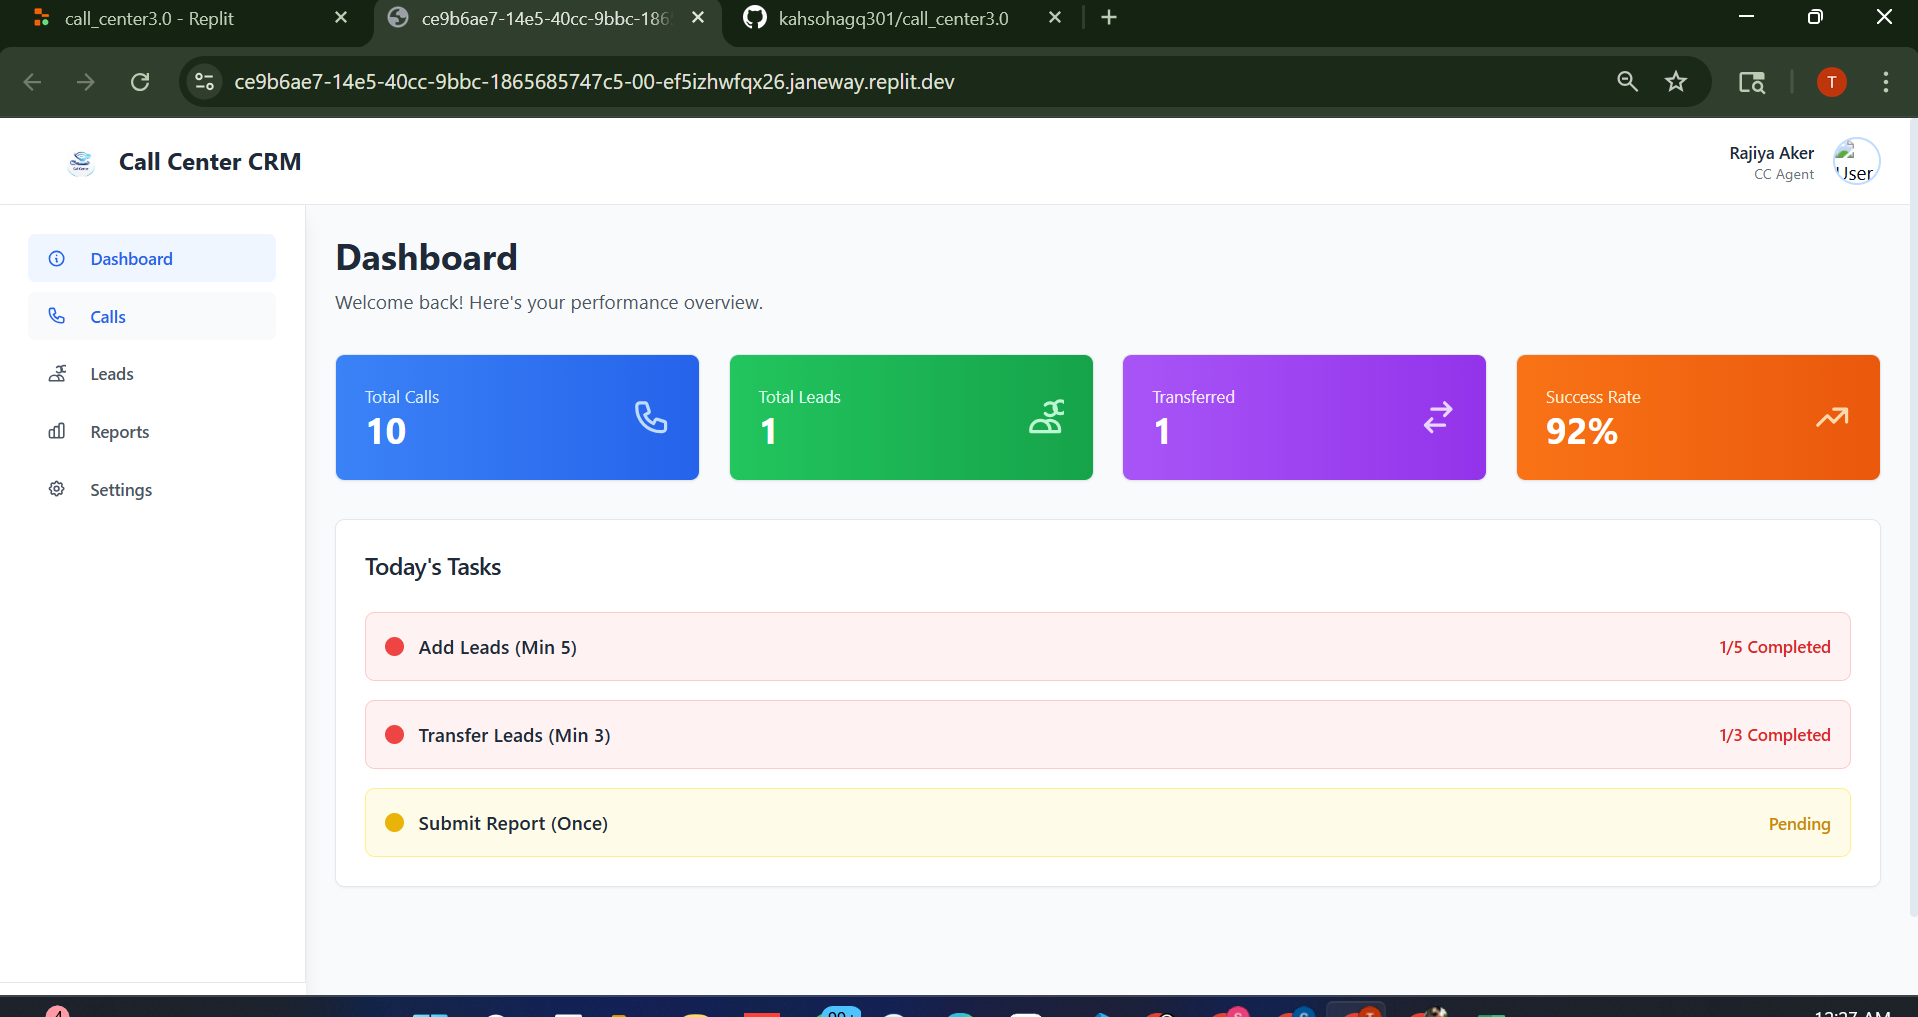 call_center3.0 - Replit
ce9b6ae7-14e5-40cc-9bbc-186
kahsohagq301/call_center3.0
ce9b6ae7-14e5-40cc-9bbc-1865685747c5-00-ef5izhwfqx26.janeway.replit.dev
T
Call Center CRM
Rajiya Aker
CC Agent
User
Dashboard
Calls
Leads
Reports
Settings
Dashboard
Welcome back! Here's your performance overview.
Total Calls
10
Total Leads
1
Transferred
1
Success Rate
92%
Today's Tasks
Add Leads (Min 5)
1/5 Completed
Transfer Leads (Min 3)
1/3 Completed
Submit Report (Once)
Pending
12:27 AM